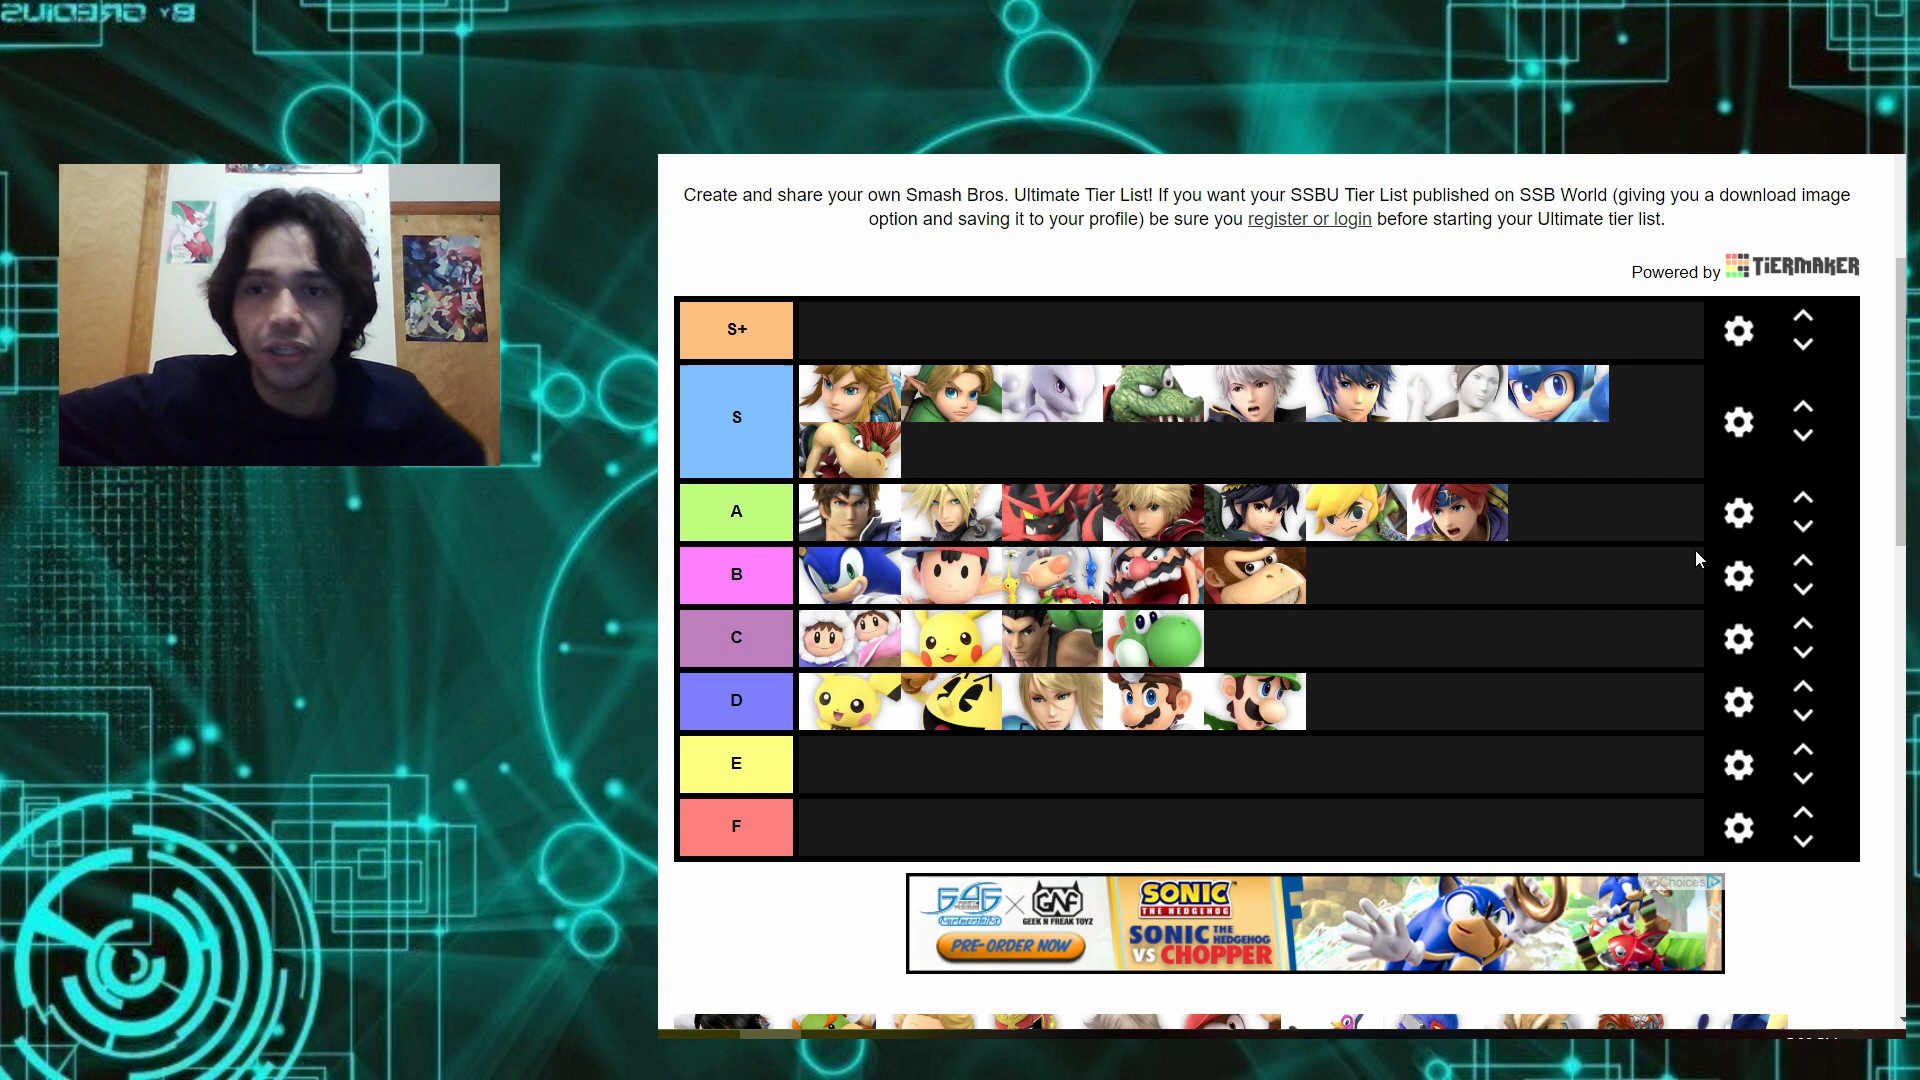 BY GREDIUS
Create and share your own Smash Bros. Ultimate Tier List! If you want your SSBU Tier List published on SSB World (giving you a download image
option and saving it to your profile) be sure you register or login before starting your Ultimate tier list.
Powered by TiERMAKER
S+
S
A
B
C
D
E
F
AdChoices
GEEK N FREAK TOYZ
PRE-ORDER NOW
SONIC
THE HEDGEHOG
SONIC THE HEDGEHOG
VS CHOPPER